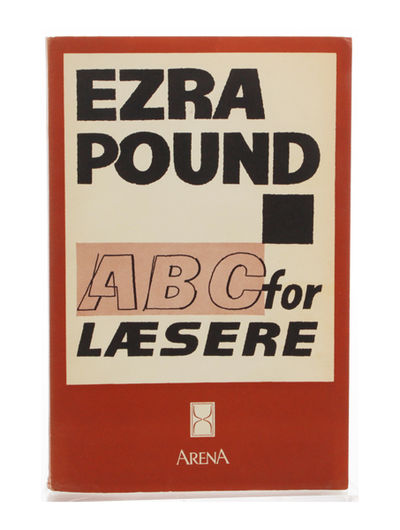 EZRA
POUND
ABC for
LÆSERE
ARENA